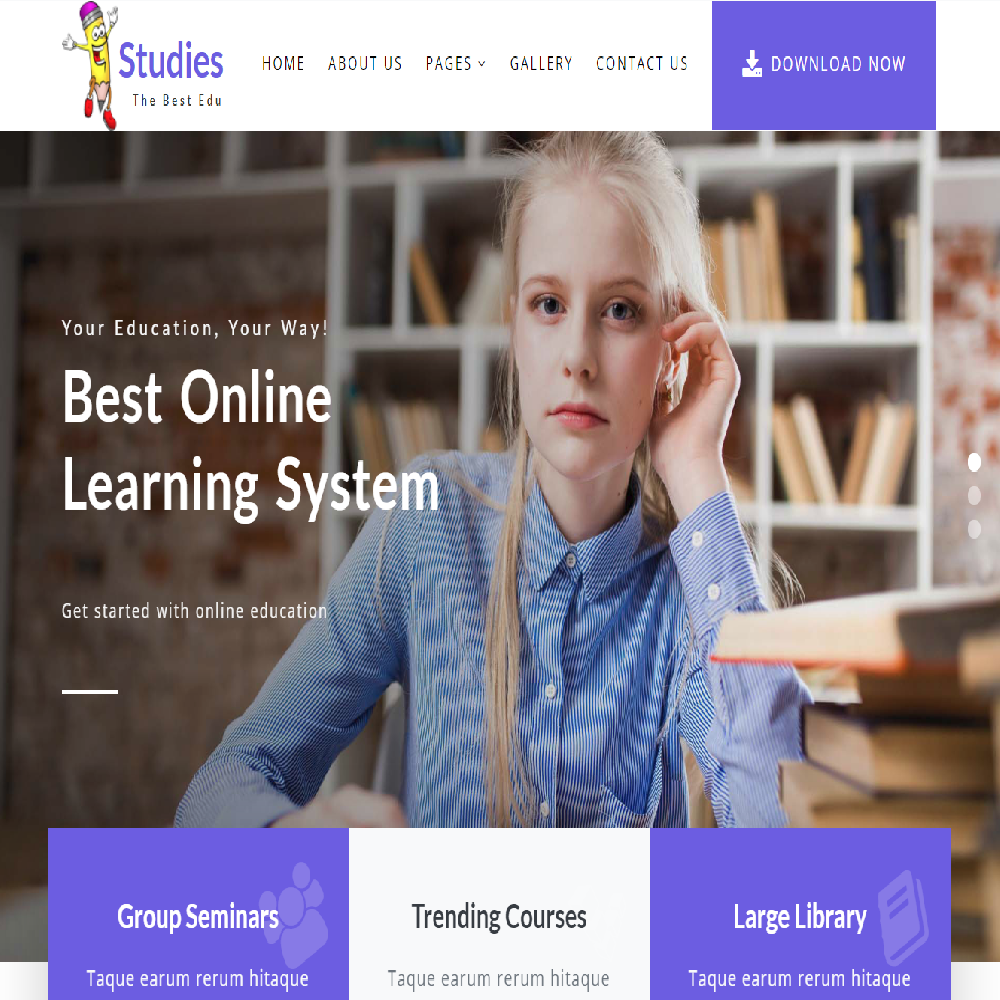 Studies
The Best Edu
HOME
ABOUT US
PAGES
GALLERY
CONTACT US
DOWNLOAD NOW
Your Education, Your Way!
Best Online
Learning System
Get started with online education
Group Seminars
Trending Courses
Large Library
Taque earum rerum hitaque
Taque earum rerum hitaque
Taque earum rerum hitaque